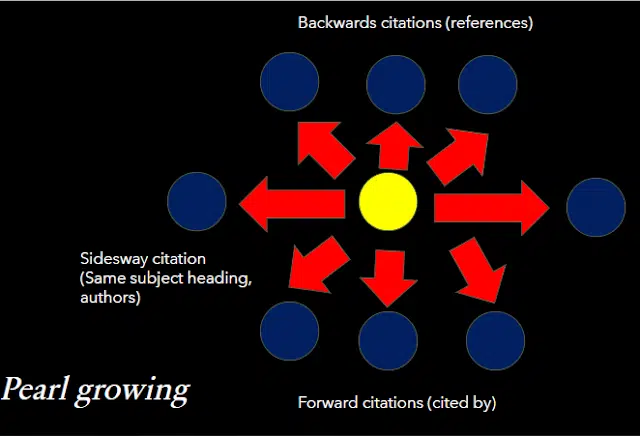 Backwards citations (references)
Sidesway citation
(Same subject heading,
authors)
Pearl growing
Forward citations (cited by)